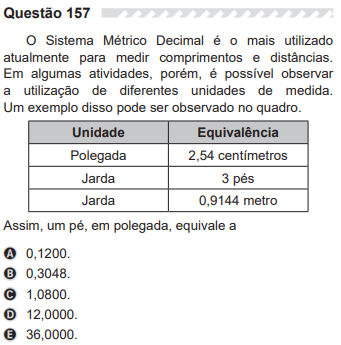 Questão 157
O Sistema Métrico Decimal é o mais utilizado
atualmente para medir comprimentos e distâncias.
Em algumas atividades, porém, é possível observar
a utilização de diferentes unidades de medida.
Um exemplo disso pode ser observado no quadro.
Unidade Equivalência
Polegada 2,54 centímetros
Jarda 3 pés
Jarda 0,9144 metro
Assim, um pé, em polegada, equivale a
A 0,1200.
B 0,3048.
C 1,0800.
D 12,0000.
E 36,0000.